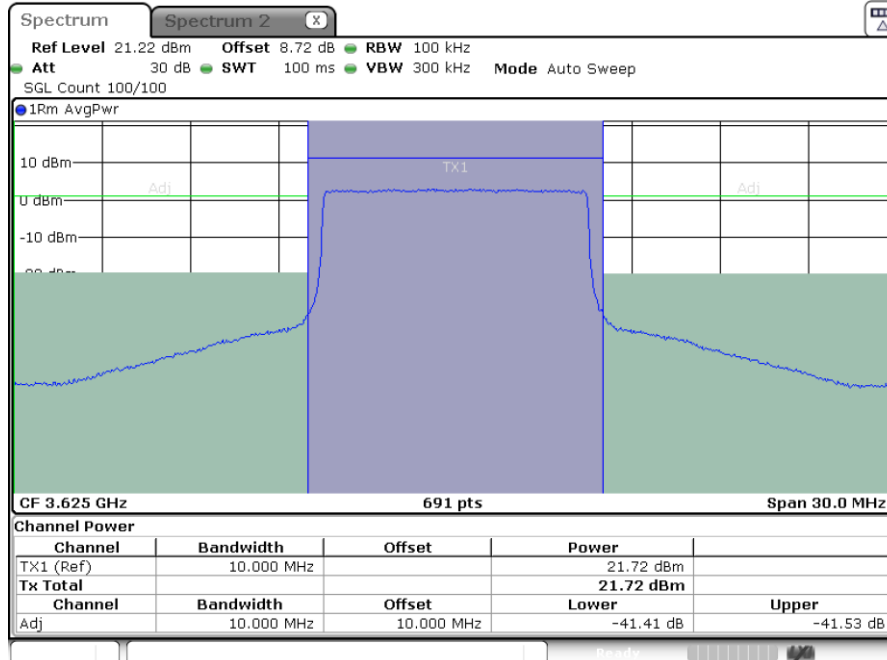 Spectrum Spectrum 2 X
Ref Level 21.22 dBm Offset 8.72 dB RBW 100 kHz
Att 30 dB SWT 100 ms VBW 300 kHz Mode Auto Sweep
SGL Count 100/100
1Rm AvgPwr
10 dBm
TX1
Adj Adj
0 dBm
-10 dBm
CF 3.625 GHz 691 pts Span 30.0 MHz
Channel Power
Channel Bandwidth Offset Power
TX1 (Ref) 10.000 MHz 21.72 dBm
Tx Total 21.72 dBm
Channel Bandwidth Offset Lower Upper
Adj 10.000 MHz 10.000 MHz -41.41 dB -41.53 dB
Ready